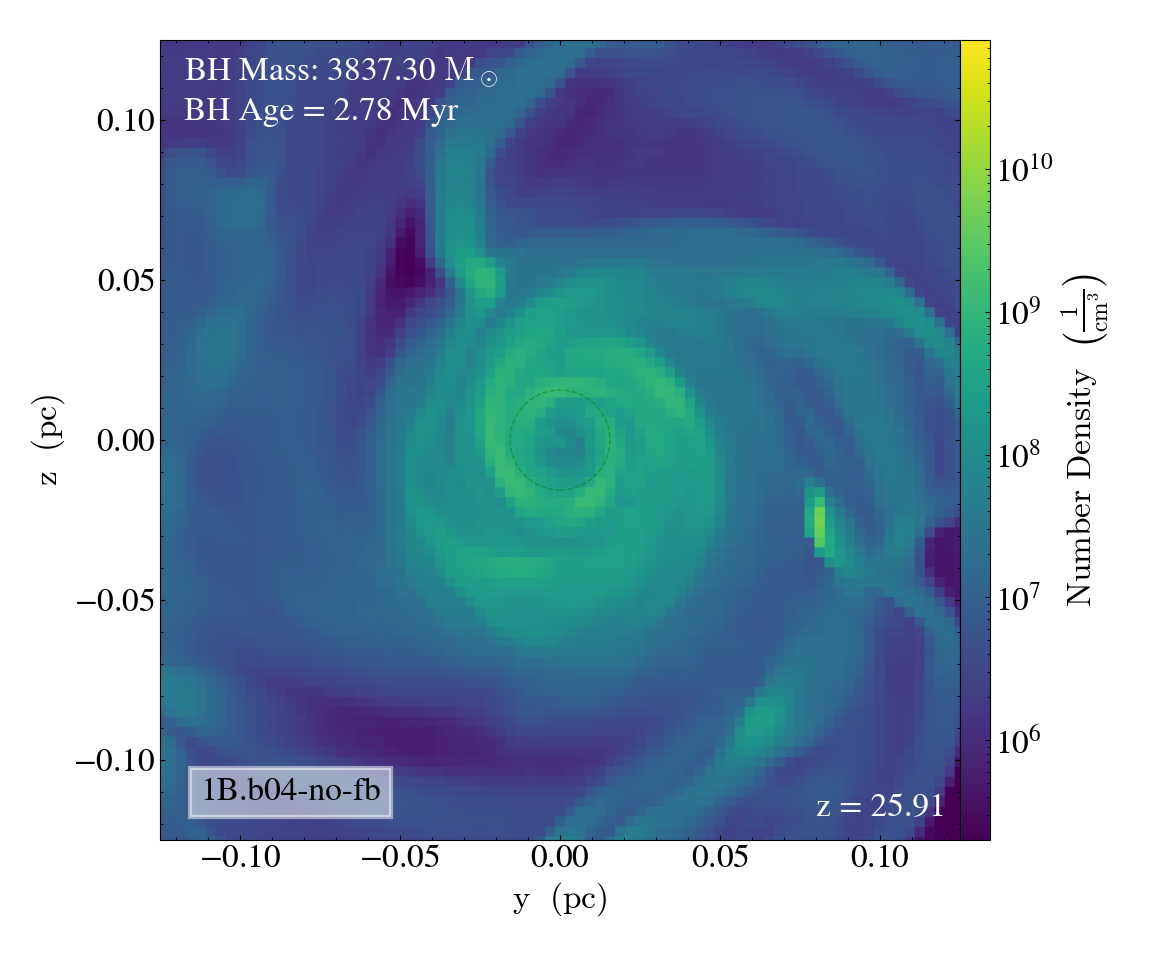 BH Mass: 3837.30 M⊙
BH Age = 2.78 Myr
0.10
0.05
0.00
−0.05
−0.10
z (pc)
1B.b04-no-fb
z = 25.91
−0.10 −0.05 0.00 0.05 0.10
y (pc)
10^10
10^9
10^8
10^7
10^6
Number Density (1/cm^3)